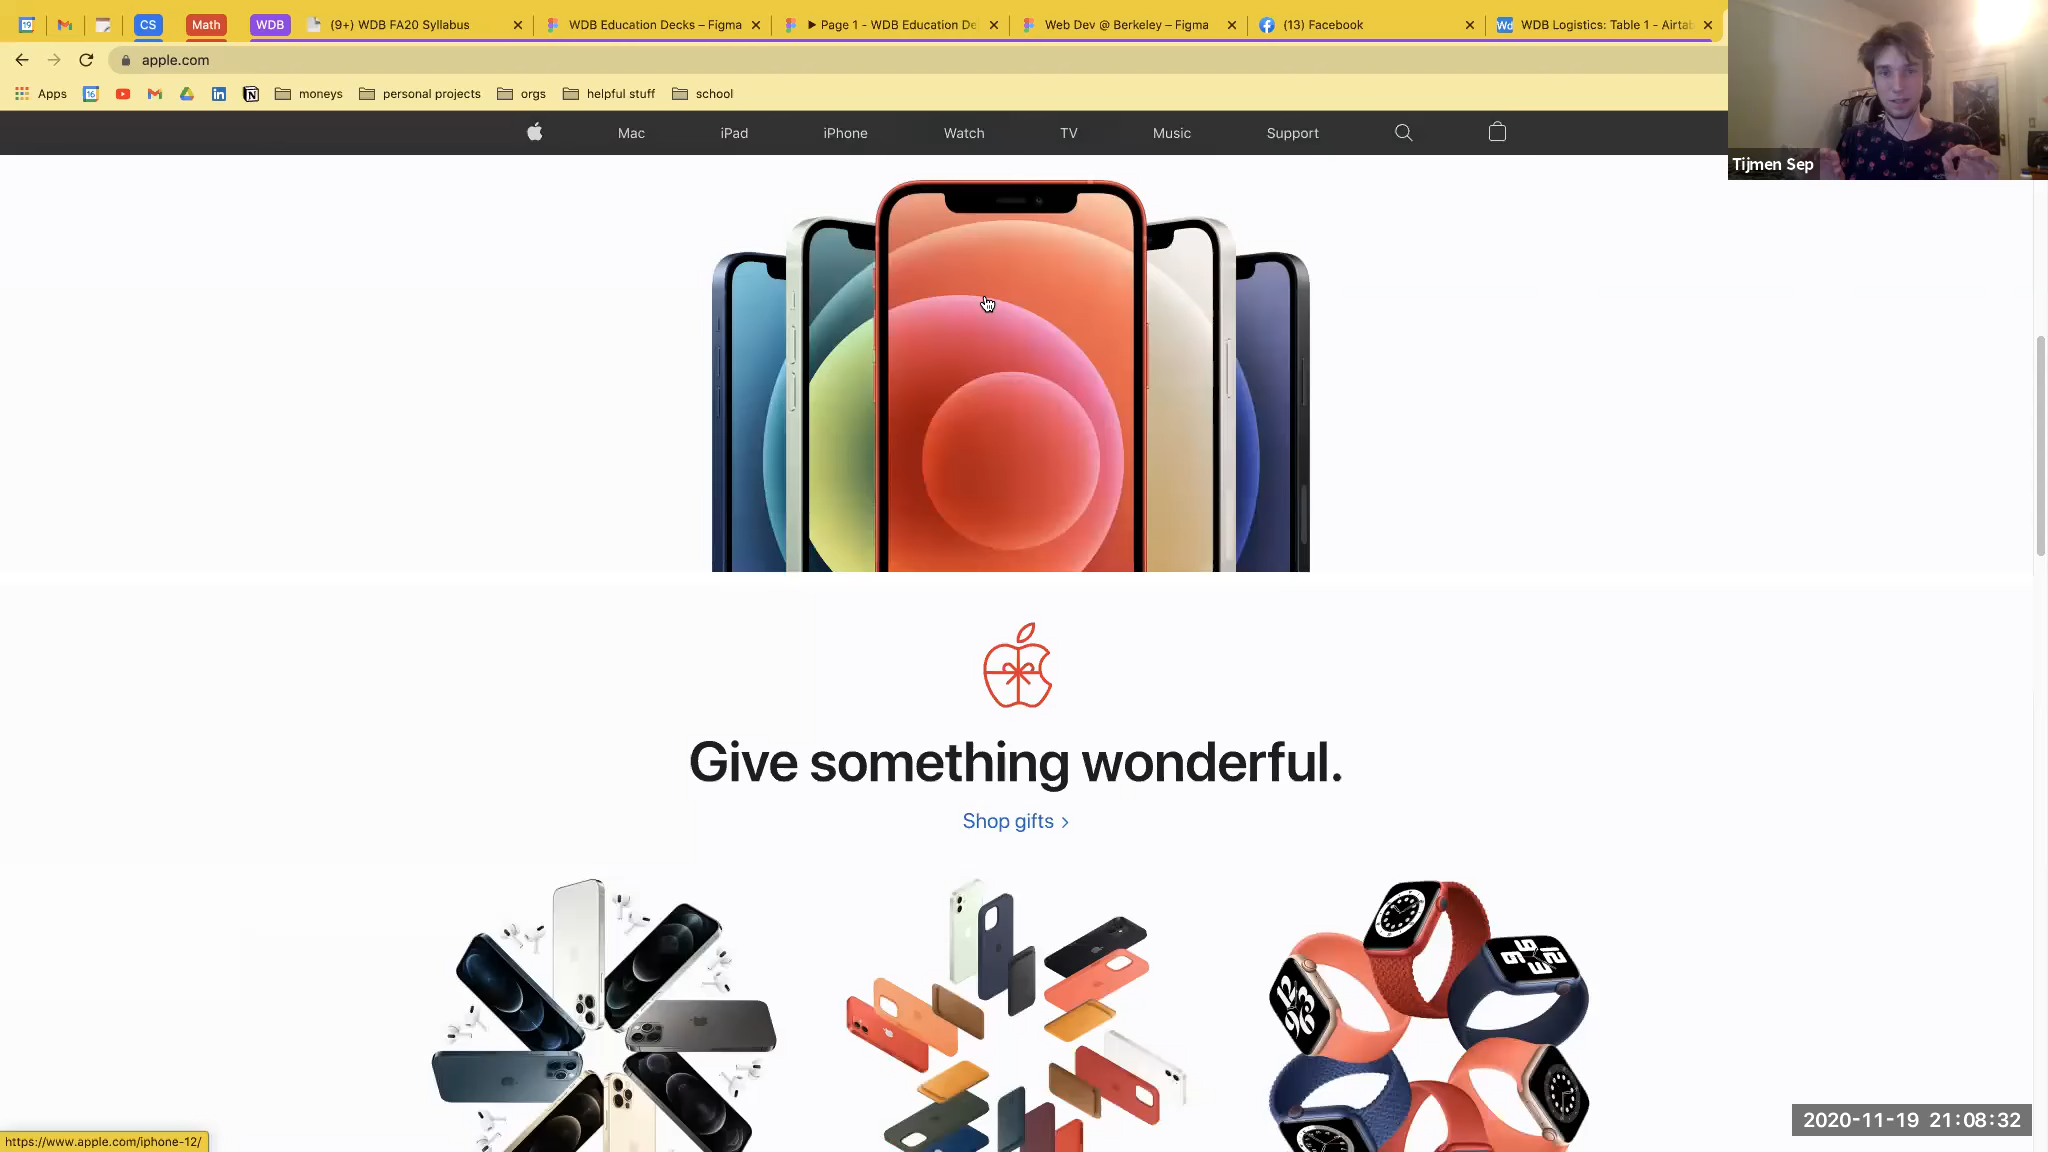 CS
Math
WDB
(9+) WDB FA20 Syllabus
WDB Education Decks – Figma
Page 1 - WDB Education De
Web Dev @ Berkeley – Figma
(13) Facebook
WDB Logistics: Table 1 - Airtab
apple.com
Apps
moneys
personal projects
orgs
helpful stuff
school
Mac
iPad
iPhone
Watch
TV
Music
Support
Tijmen Sep
Give something wonderful.
Shop gifts >
https://www.apple.com/iphone-12/
2020-11-19 21:08:32